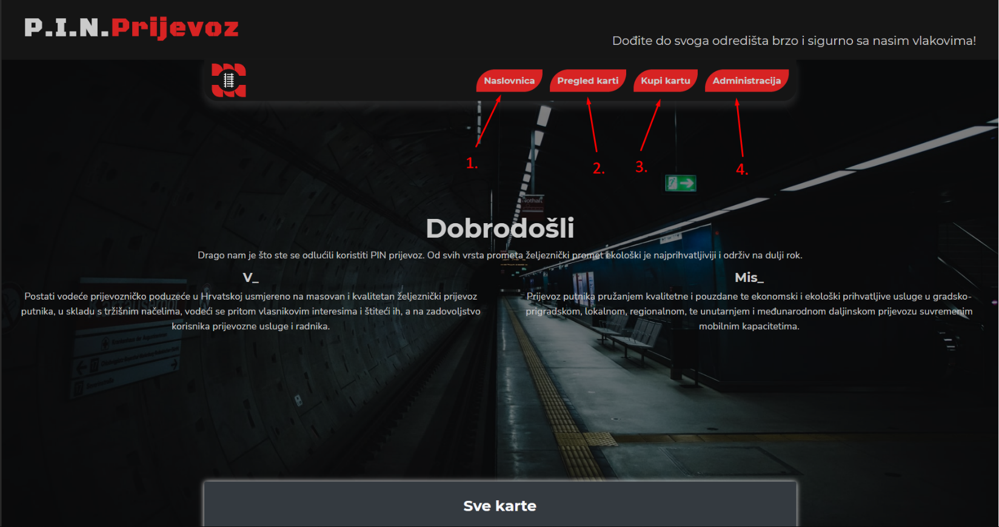 P.I.N.Prijevoz
Dođite do svoga odredišta brzo i sigurno sa nasim vlakovima!
Naslovnica Pregled karti Kupi kartu Administracija
1. 2. 3. 4.
Nothalt
Dobrodošli
Drago nam je što ste se odlučili koristiti PIN prijevoz. Od svih vrsta prometa željeznički promet ekološki je najprihvatljiviji i održiv na dulji rok.
V_
Postati vodeće prijevozničko poduzeće u Hrvatskoj usmjereno na masovan i kvalitetan željeznički prijevoz
putnika, u skladu s tržišnim načelima, vodeći se pritom vlasnikovim interesima i štiteći ih, a na zadovoljstvo
korisnika prijevozne usluge i radnika.
Mis_
Prijevoz putnika pružanjem kvalitetne i pouzdane te ekonomski i ekološki prihvatljive usluge u gradsko-
prigradskom, lokalnom, regionalnom, te unutarnjem i međunarodnom daljinskom prijevozu suvremenim
mobilnim kapacitetima.
Sve karte